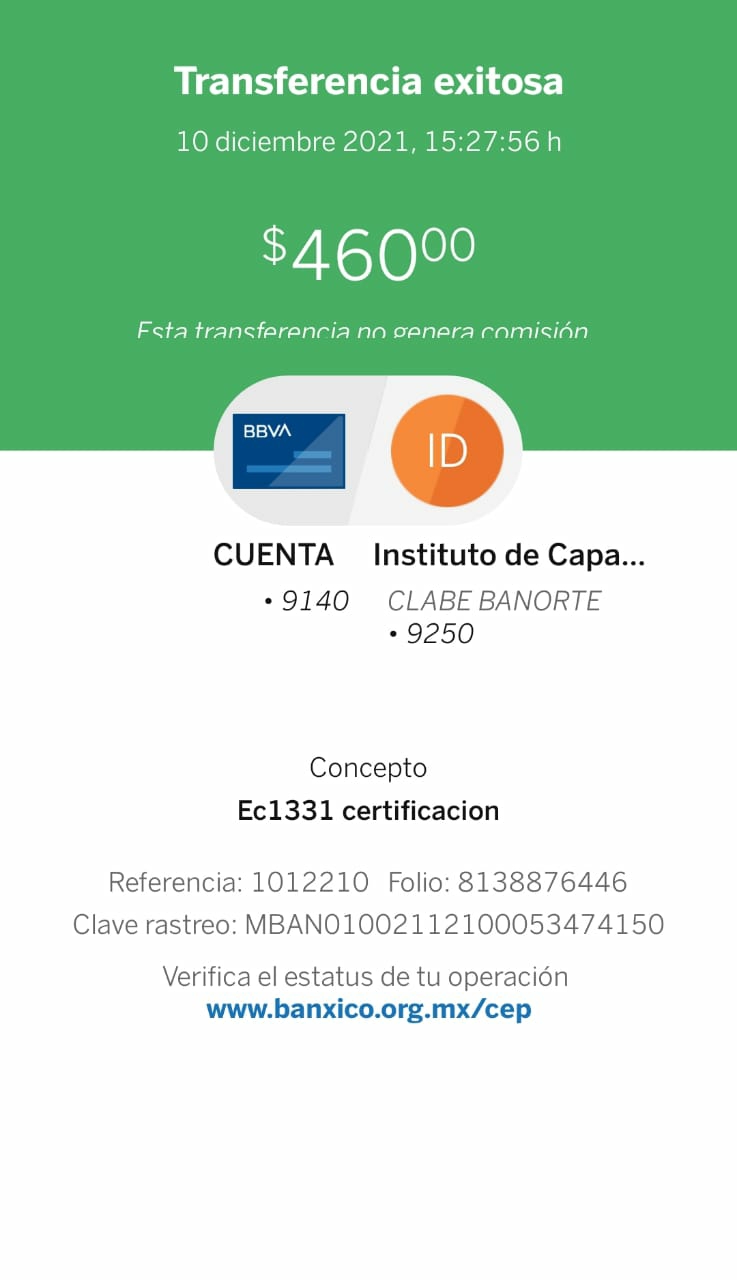 Transferencia exitosa
10 diciembre 2021, 15:27:56 h
$46000
Esta transferencia no genera comisión
BBVA
ID
CUENTA
• 9140
Instituto de Capa...
CLABE BANORTE
• 9250
Concepto
Ec1331 certificacion
Referencia: 1012210 Folio: 8138876446
Clave rastreo: MBAN01002112100053474150
Verifica el estatus de tu operación
www.banxico.org.mx/cep